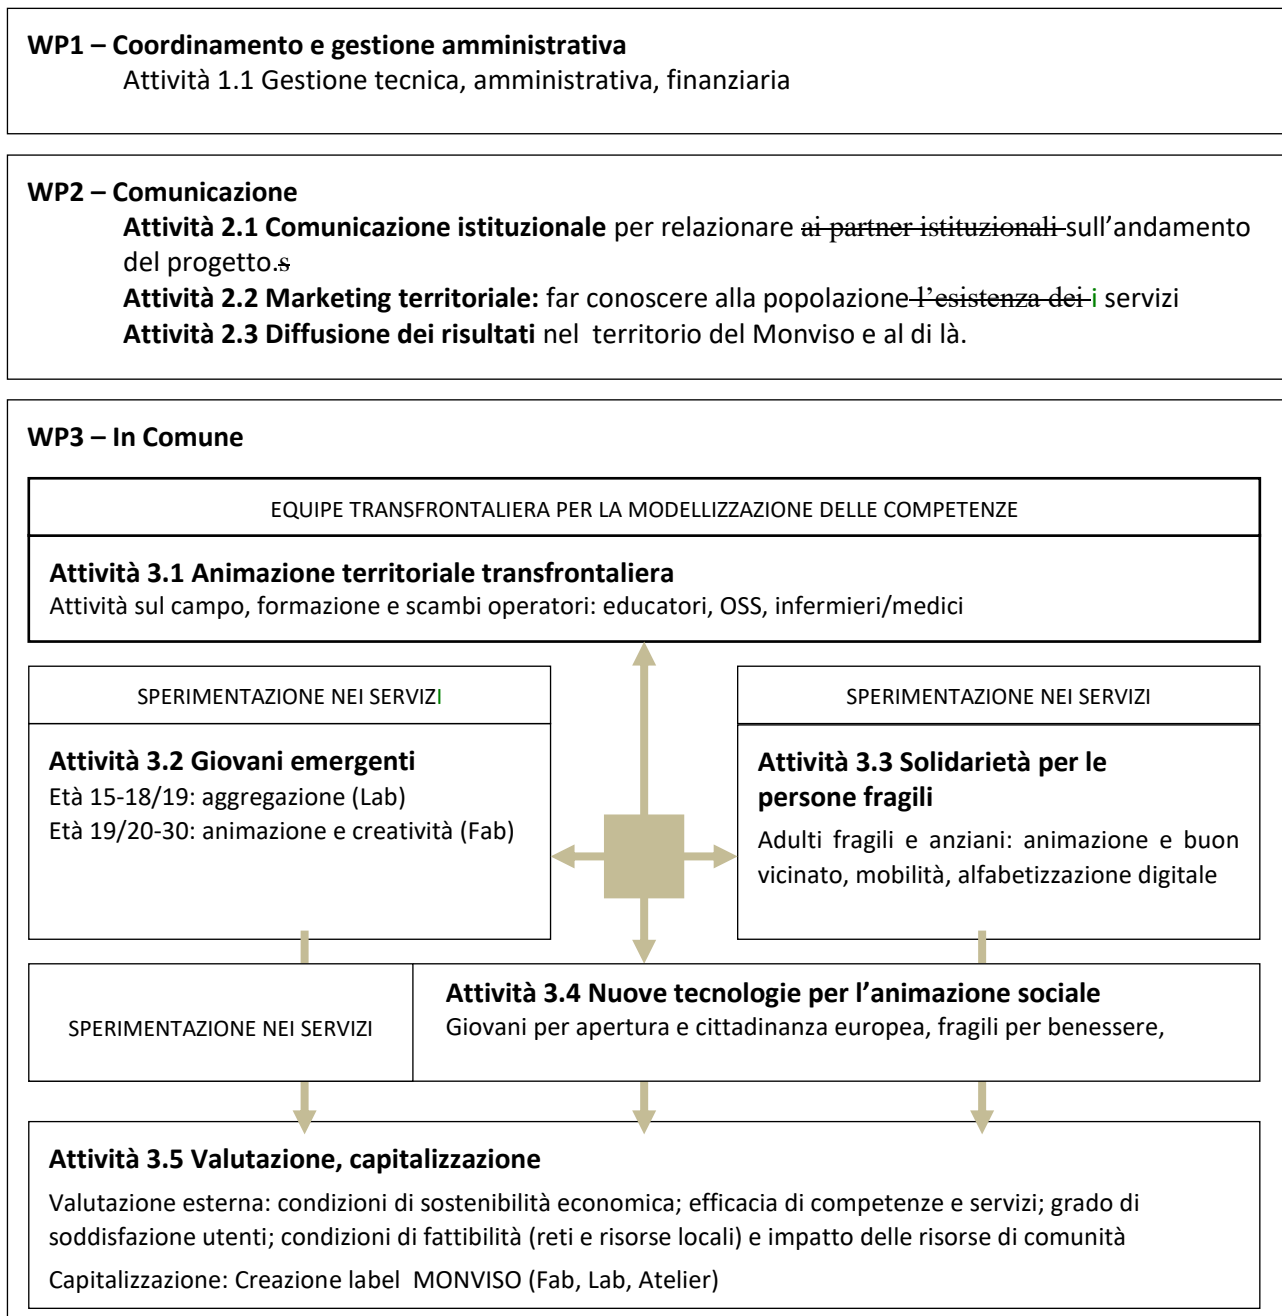 WP1 – Coordinamento e gestione amministrativa
Attività 1.1 Gestione tecnica, amministrativa, finanziaria
WP2 – Comunicazione
Attività 2.1 Comunicazione istituzionale per relazionare ai partner istituzionali sull’andamento
del progetto.s
Attività 2.2 Marketing territoriale: far conoscere alla popolazione l’esistenza dei i servizi
Attività 2.3 Diffusione dei risultati nel territorio del Monviso e al di là.
WP3 – In Comune
EQUIPE TRANSFRONTALIERA PER LA MODELLIZZAZIONE DELLE COMPETENZE
Attività 3.1 Animazione territoriale transfrontaliera
Attività sul campo, formazione e scambi operatori: educatori, OSS, infermieri/medici
SPERIMENTAZIONE NEI SERVIZI
Attività 3.2 Giovani emergenti
Età 15-18/19: aggregazione (Lab)
Età 19/20-30: animazione e creatività (Fab)
SPERIMENTAZIONE NEI SERVIZI
Attività 3.3 Solidarietà per le
persone fragili
Adulti fragili e anziani: animazione e buon
vicinato, mobilità, alfabetizzazione digitale
SPERIMENTAZIONE NEI SERVIZI
Attività 3.4 Nuove tecnologie per l’animazione sociale
Giovani per apertura e cittadinanza europea, fragili per benessere,
Attività 3.5 Valutazione, capitalizzazione
Valutazione esterna: condizioni di sostenibilità economica; efficacia di competenze e servizi; grado di
soddisfazione utenti; condizioni di fattibilità (reti e risorse locali) e impatto delle risorse di comunità
Capitalizzazione: Creazione label MONVISO (Fab, Lab, Atelier)